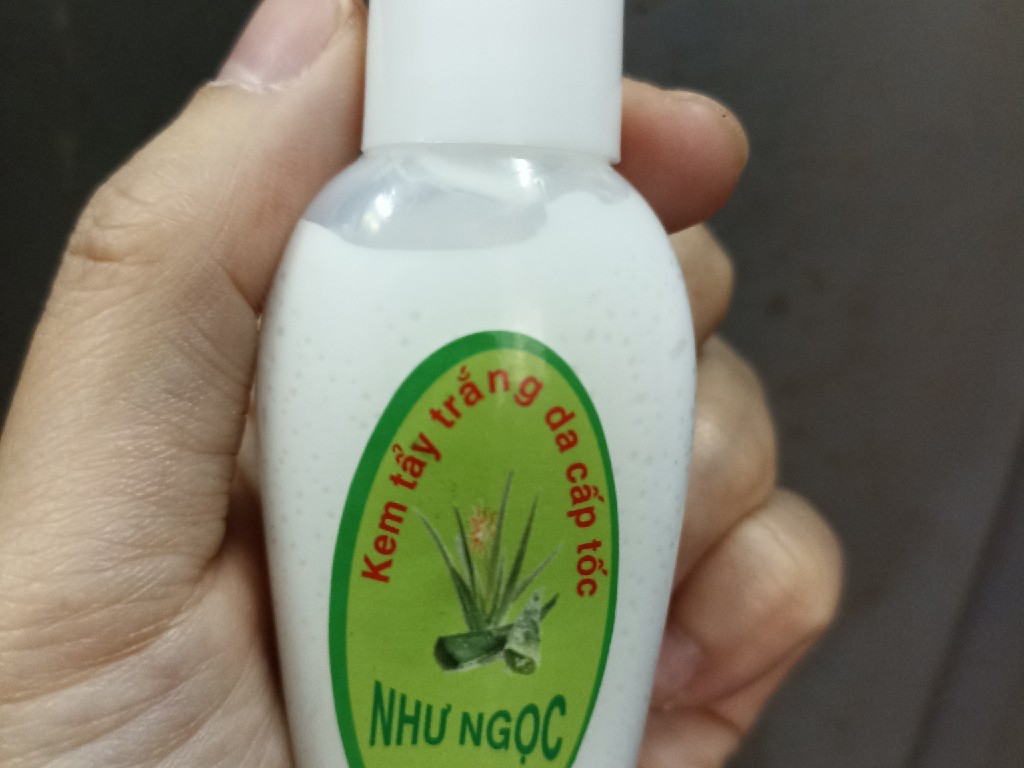 Kem tẩy trắng da cấp tốc
NHƯ NGỌC